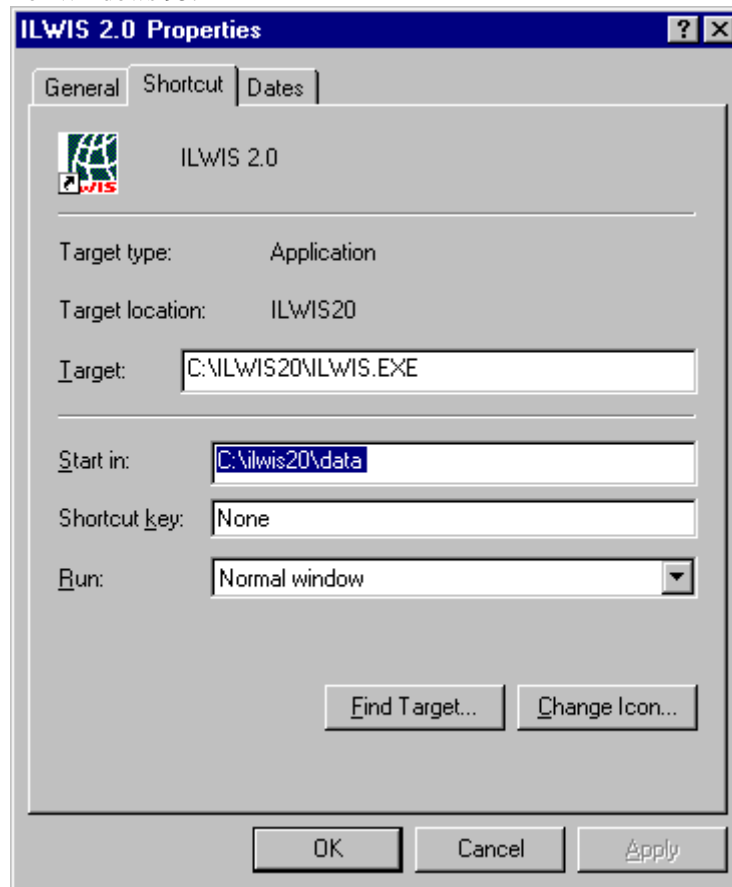 ILWIS 2.0 Properties
General Shortcut Dates
WIS
ILWIS 2.0
Target type: Application
Target location: ILWIS20
Target: C:\ILWIS20\ILWIS.EXE
Start in: C:\ilwis20\data
Shortcut key: None
Run: Normal window
Find Target... Change Icon...
OK Cancel Apply